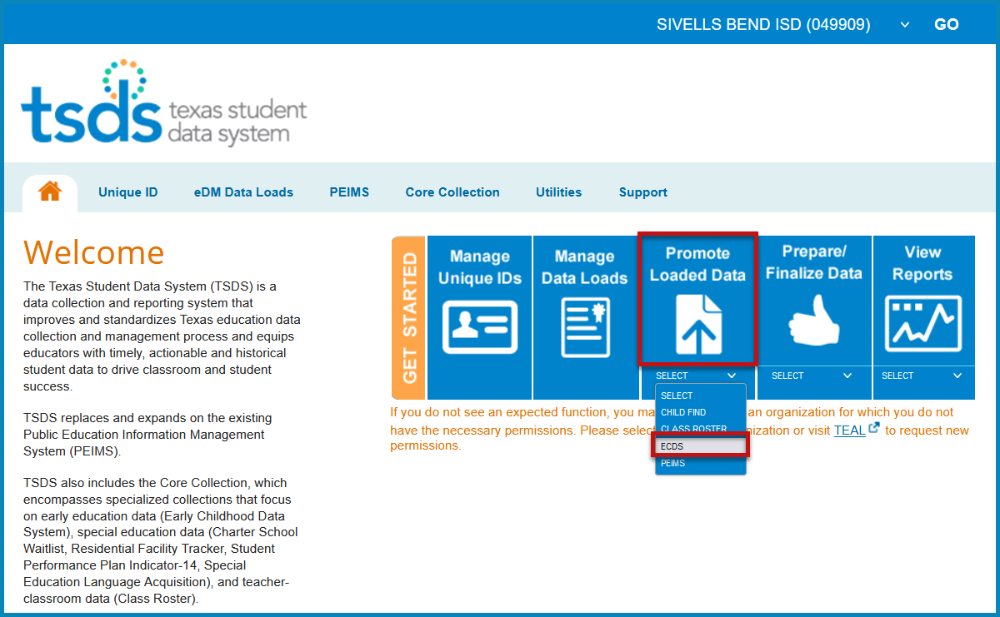 SIVELLS BEND ISD (049909) GO
tsds texas student
data system
Unique ID eDM Data Loads PEIMS Core Collection Utilities Support
Welcome
The Texas Student Data System (TSDS) is a
data collection and reporting system that
improves and standardizes Texas education data
collection and management process and equips
educators with timely, actionable and historical
student data to drive classroom and student
success.
TSDS replaces and expands on the existing
Public Education Information Management
System (PEIMS).
TSDS also includes the Core Collection, which
encompasses specialized collections that focus
on early education data (Early Childhood Data
System), special education data (Charter School
Waitlist, Residential Facility Tracker, Student
Performance Plan Indicator-14, Special
Education Language Acquisition), and teacher-
classroom data (Class Roster).
GET STARTED
Manage
Unique IDs
Manage
Data Loads
Promote
Loaded Data
SELECT
SELECT
CHILD FIND
CLASS ROSTER
ECDS
PEIMS
Prepare/
Finalize Data
SELECT
View
Reports
SELECT
If you do not see an expected function, you an organization for which you do not
have the necessary permissions. Please or visit TEAL to request new
permissions.